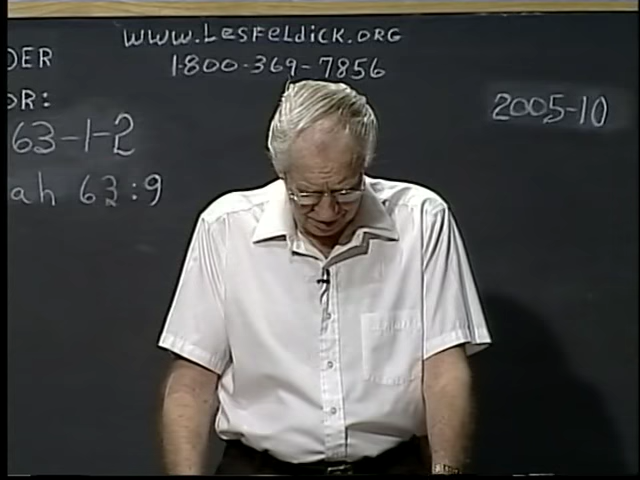 WWW.LESFELDICK.ORG
1-800-369-7856
DER
OR:
2005-10
63-1-2
ah 63:9